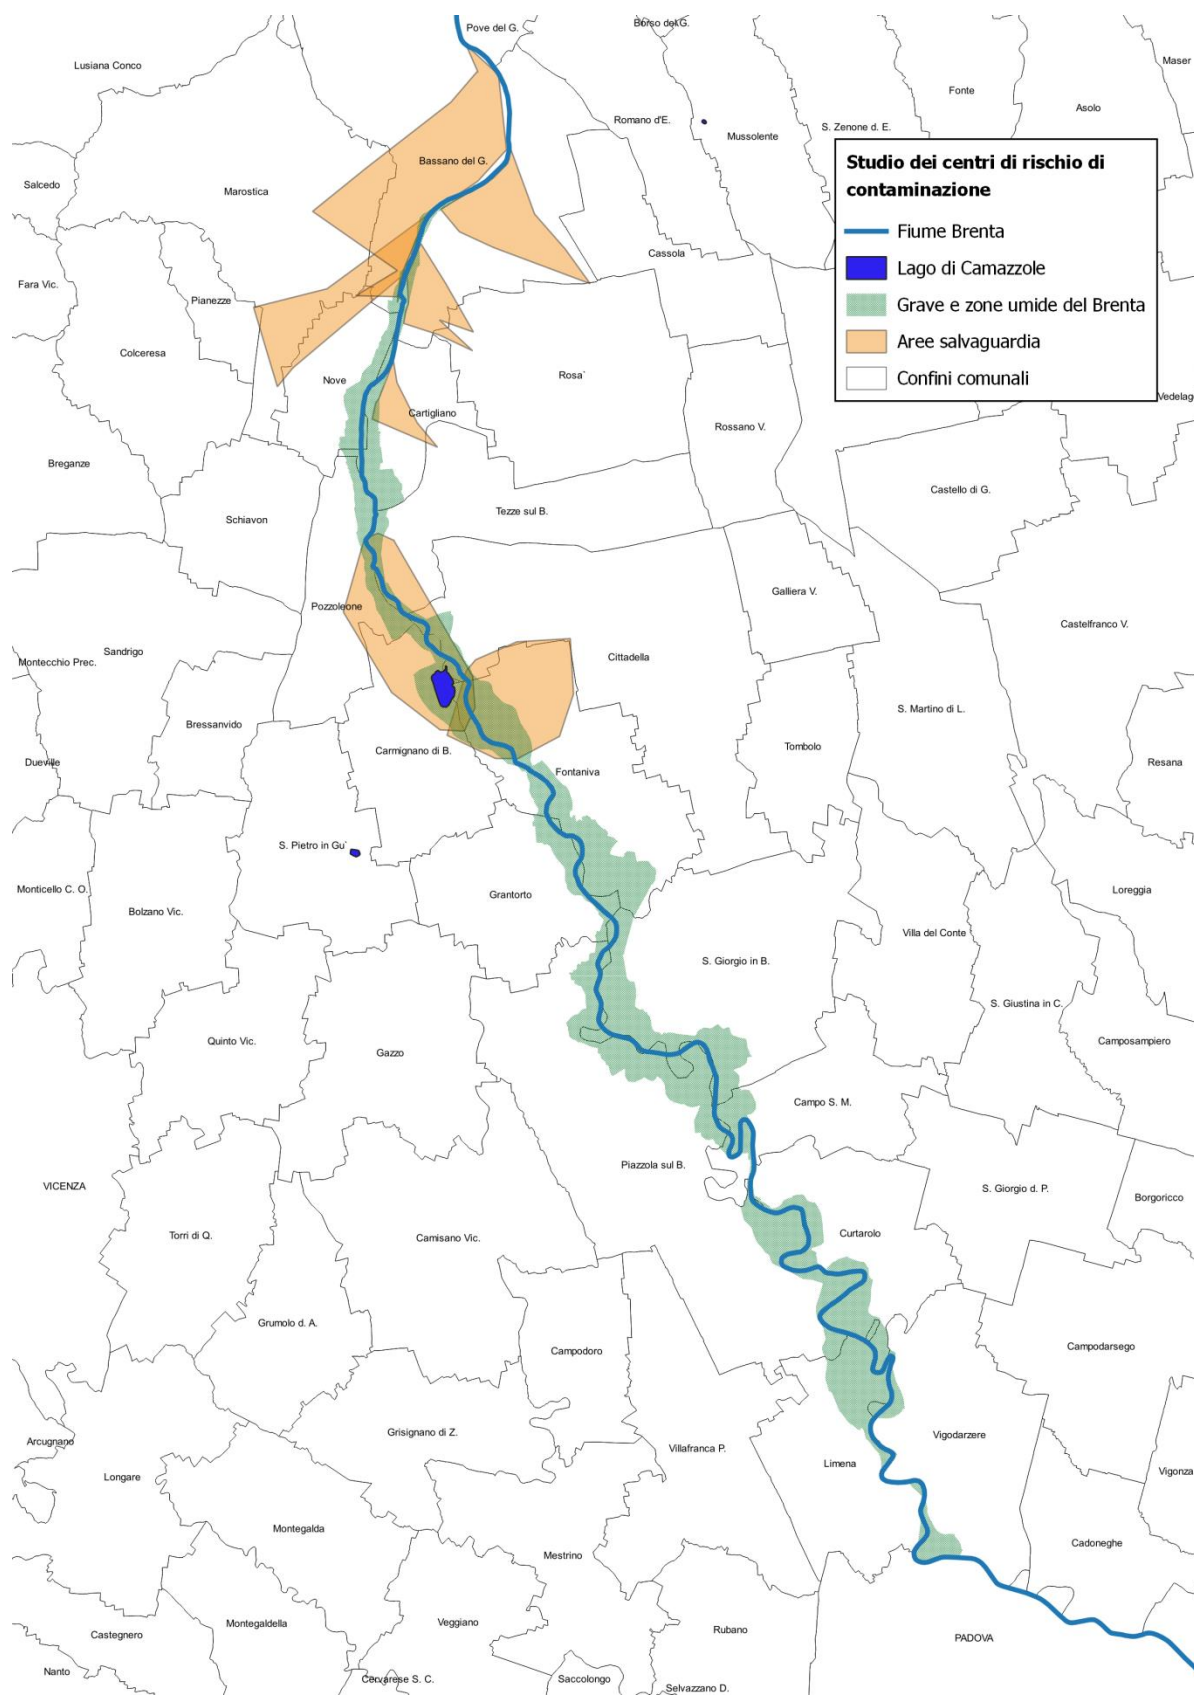 Pove del G.
Borso del G.
Lusiana Conco
Maser
Fonte
Asolo
Romano d'E.
Mussolente
S. Zenone d. E.
Bassano del G.
Salcedo
Marostica
Studio dei centri di rischio di
contaminazione
Fiume Brenta
Lago di Camazzole
Grave e zone umide del Brenta
Aree salvaguardia
Confini comunali
Cassola
Fara Vic.
Pianezze
Colceresa
Nove
Rosa`
Vedelago
Cartigliano
Rossano V.
Breganze
Castello di G.
Schiavon
Tezze sul B.
Galliera V.
Pozzoleone
Castelfranco V.
Sandrigo
Montecchio Prec.
Cittadella
S. Martino di L.
Bressanvido
Carmignano di B.
Tombolo
Dueville
Resana
Fontaniva
S. Pietro in Gu`
Monticello C. O.
Grantorto
Loreggia
Bolzano Vic.
Villa del Conte
S. Giorgio in B.
S. Giustina in C.
Quinto Vic.
Gazzo
Camposampiero
Campo S. M.
Piazzola sul B.
VICENZA
S. Giorgio d. P.
Borgoricco
Torri di Q.
Camisano Vic.
Curtarolo
Grumolo d. A.
Campodoro
Campodarsego
Arcugnano
Grisignano di Z.
Villafranca P.
Vigodarzere
Limena
Longare
Vigonza
Montegalda
Mestrino
Cadoneghe
Montegaldella
Veggiano
Rubano
Castegnero
PADOVA
Nanto
Cervarese S. C.
Saccolongo
Selvazzano D.